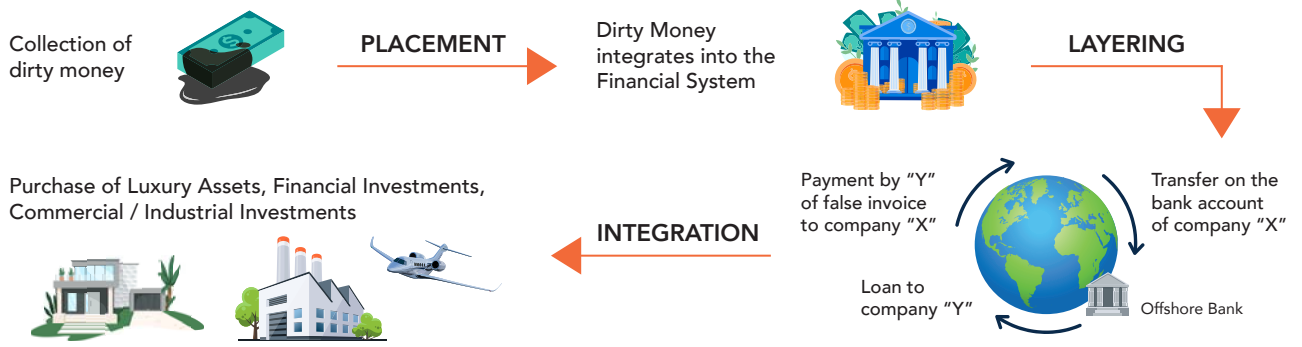 Collection of
dirty money
PLACEMENT
Dirty Money
integrates into the
Financial System
LAYERING
Transfer on the
bank account
of company “X”
Offshore Bank
Loan to
company “Y”
Payment by “Y”
of false invoice
to company “X”
INTEGRATION
Purchase of Luxury Assets, Financial Investments,
Commercial / Industrial Investments